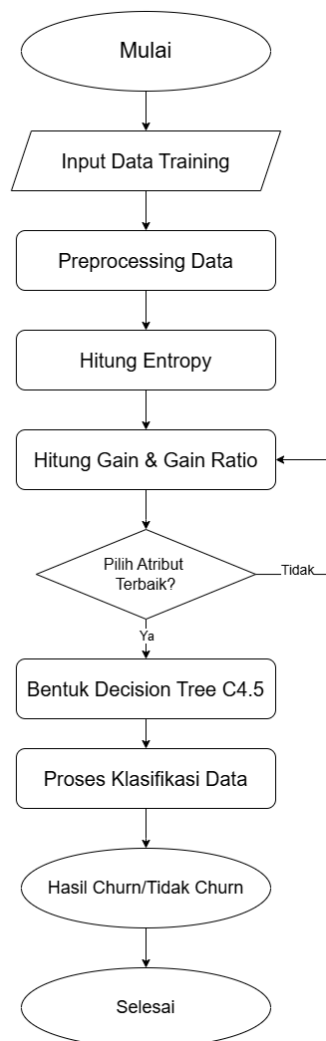 Mulai
Input Data Training
Preprocessing Data
Hitung Entropy
Hitung Gain & Gain Ratio
Pilih Atribut
Terbaik?
Tidak
Ya
Bentuk Decision Tree C4.5
Proses Klasifikasi Data
Hasil Churn/Tidak Churn
Selesai